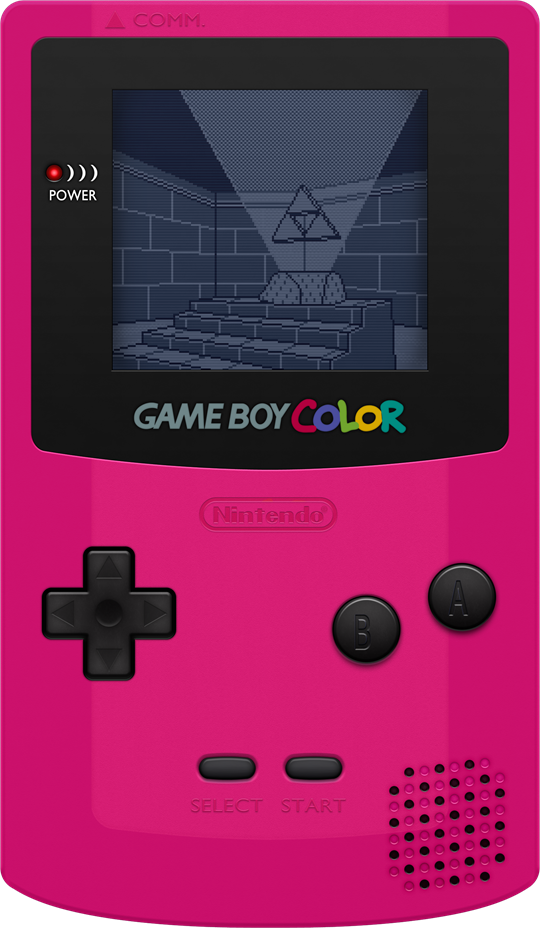 COMM.
POWER
GAME BOY COLOR
Nintendo®
A
B
SELECT START